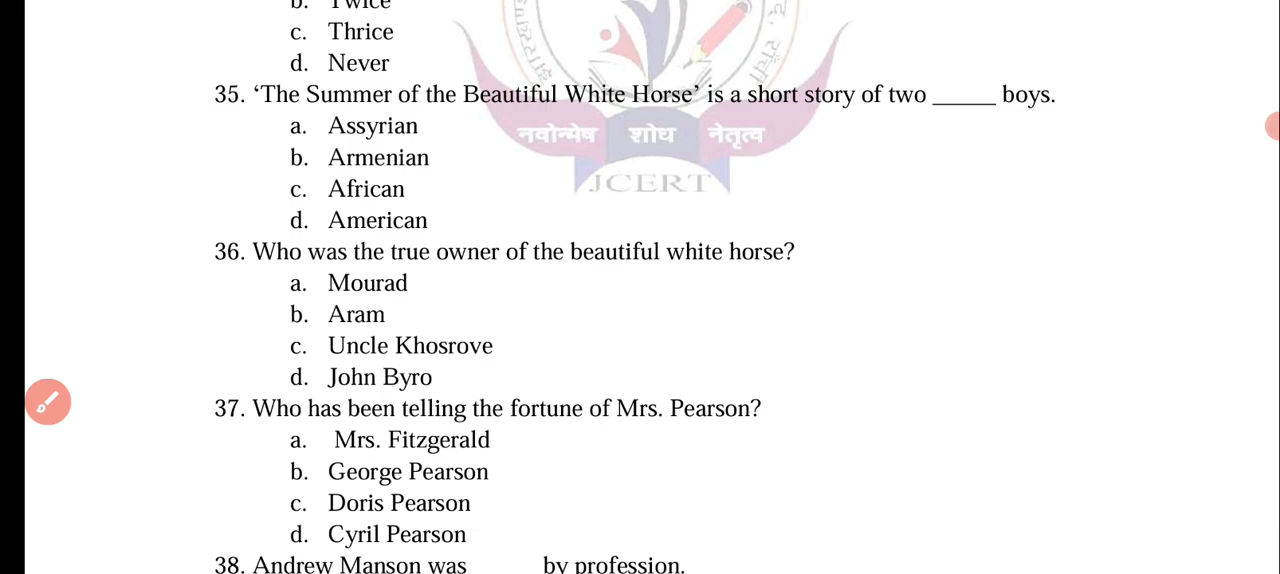 b. Twice
c. Thrice
d. Never
35. ‘The Summer of the Beautiful White Horse’ is a short story of two _____ boys.
a. Assyrian
नवोन्मेष शोध नेतृत्व
b. Armenian
c. African
JCERT
d. American
36. Who was the true owner of the beautiful white horse?
a. Mourad
b. Aram
c. Uncle Khosrove
d. John Byro
37. Who has been telling the fortune of Mrs. Pearson?
a. Mrs. Fitzgerald
b. George Pearson
c. Doris Pearson
d. Cyril Pearson
38. Andrew Manson was ______ by profession.